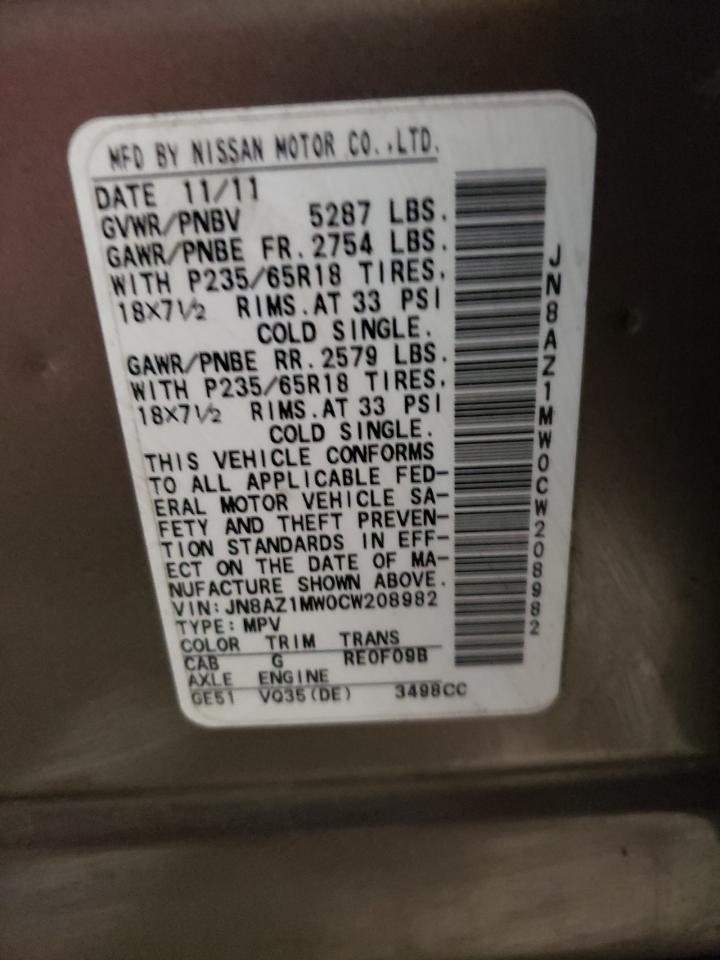 MFD BY NISSAN MOTOR CO.,LTD.
DATE 11/11
GVWR/PNBV 5287 LBS.
GAWR/PNBE FR. 2754 LBS.
WITH P235/65R18 TIRES,
18X7½ RIMS.AT 33 PSI
COLD SINGLE.
GAWR/PNBE RR. 2579 LBS.
WITH P235/65R18 TIRES,
18X7½ RIMS.AT 33 PSI
COLD SINGLE.
THIS VEHICLE CONFORMS
TO ALL APPLICABLE FED-
ERAL MOTOR VEHICLE SA-
FETY AND THEFT PREVEN-
TION STANDARDS IN EFF-
ECT ON THE DATE OF MA-
NUFACTURE SHOWN ABOVE.
VIN: JN8AZ1MW0CW208982
TYPE: MPV
COLOR TRIM TRANS
CAB G RE0F09B
AXLE ENGINE
GE51 VQ35(DE) 3498CC
JN8AZ1MW0CW208982